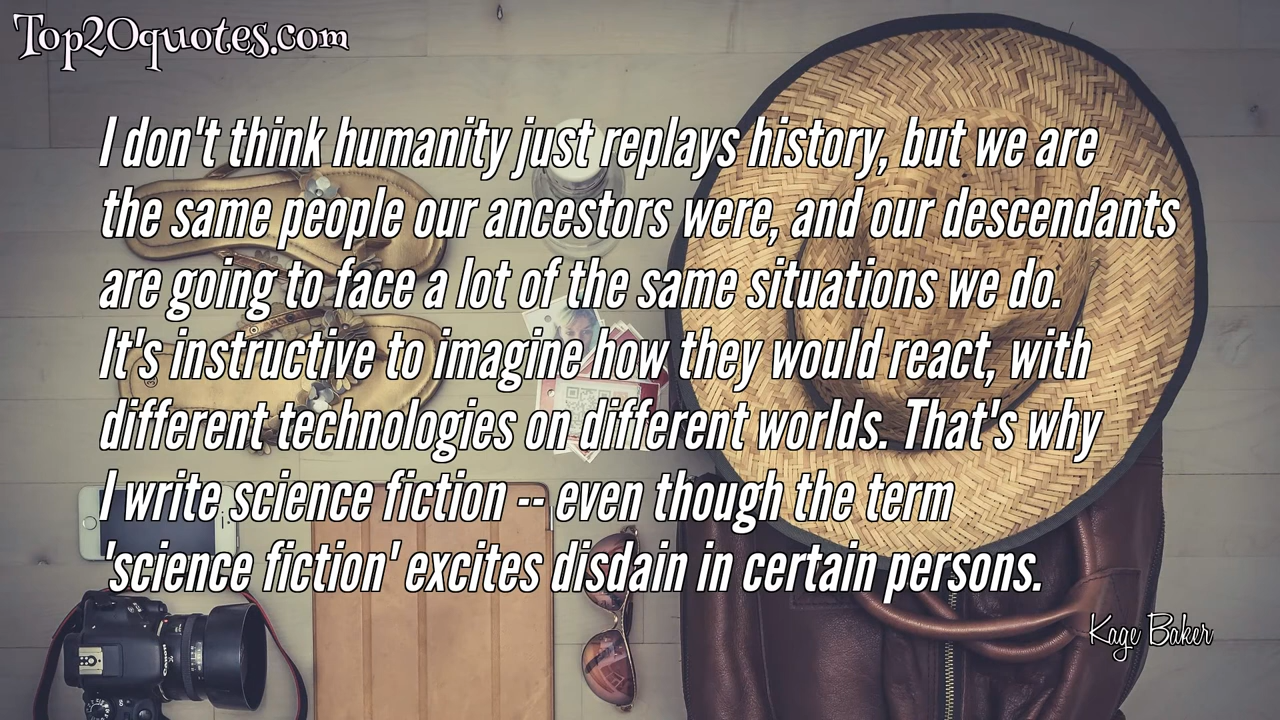 Top20quotes.com
I don't think humanity just replays history, but we are
the same people our ancestors were, and our descendants
are going to face a lot of the same situations we do.
It's instructive to imagine how they would react, with
different technologies on different worlds. That's why
I write science fiction -- even though the term
'science fiction' excites disdain in certain persons.
Kage Baker
Canon